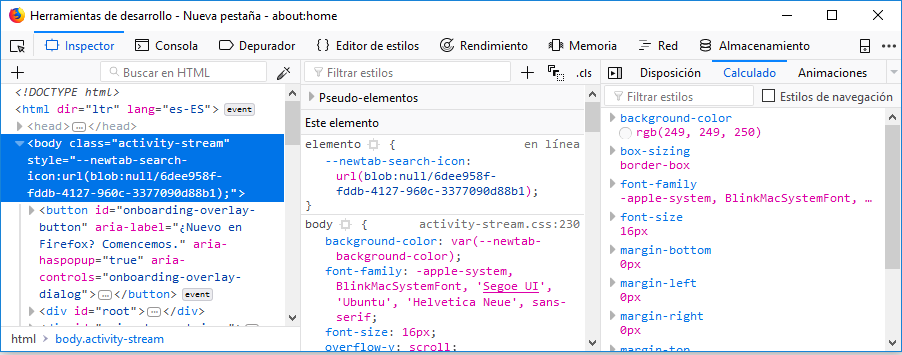 Herramientas de desarrollo - Nueva pestaña - about:home
Inspector Consola Depurador {} Editor de estilos Rendimiento Memoria Red Almacenamiento
Buscar en HTML
<!DOCTYPE html>
<html dir="ltr" lang="es-ES"> event
<head>…</head>
<body class="activity-stream"
style="--newtab-search-
icon:url(blob:null/6dee958f-
fddb-4127-960c-3377090d88b1);">
<button id="onboarding-overlay-
button" aria-label="¿Nuevo en
Firefox? Comencemos." aria-
haspopup="true" aria-
controls="onboarding-overlay-
dialog">…</button> event
<div id="root">…</div>
html body.activity-stream
Filtrar estilos + .cls
Pseudo-elementos
Este elemento
elemento { en línea
--newtab-search-icon:
url(blob:null/6dee958f-
fddb-4127-960c-3377090d88b1);
}
body { activity-stream.css:230
background-color: var(--newtab-
background-color);
font-family: -apple-system,
BlinkMacSystemFont, 'Segoe UI',
'Ubuntu', 'Helvetica Neue', sans-
serif;
font-size: 16px;
overflow-y: scroll;
Disposición Calculado Animaciones
Filtrar estilos Estilos de navegación
background-color
rgb(249, 249, 250)
box-sizing
border-box
font-family
-apple-system, BlinkMacSystemFont, …
font-size
16px
margin-bottom
0px
margin-left
0px
margin-right
0px
margin-top